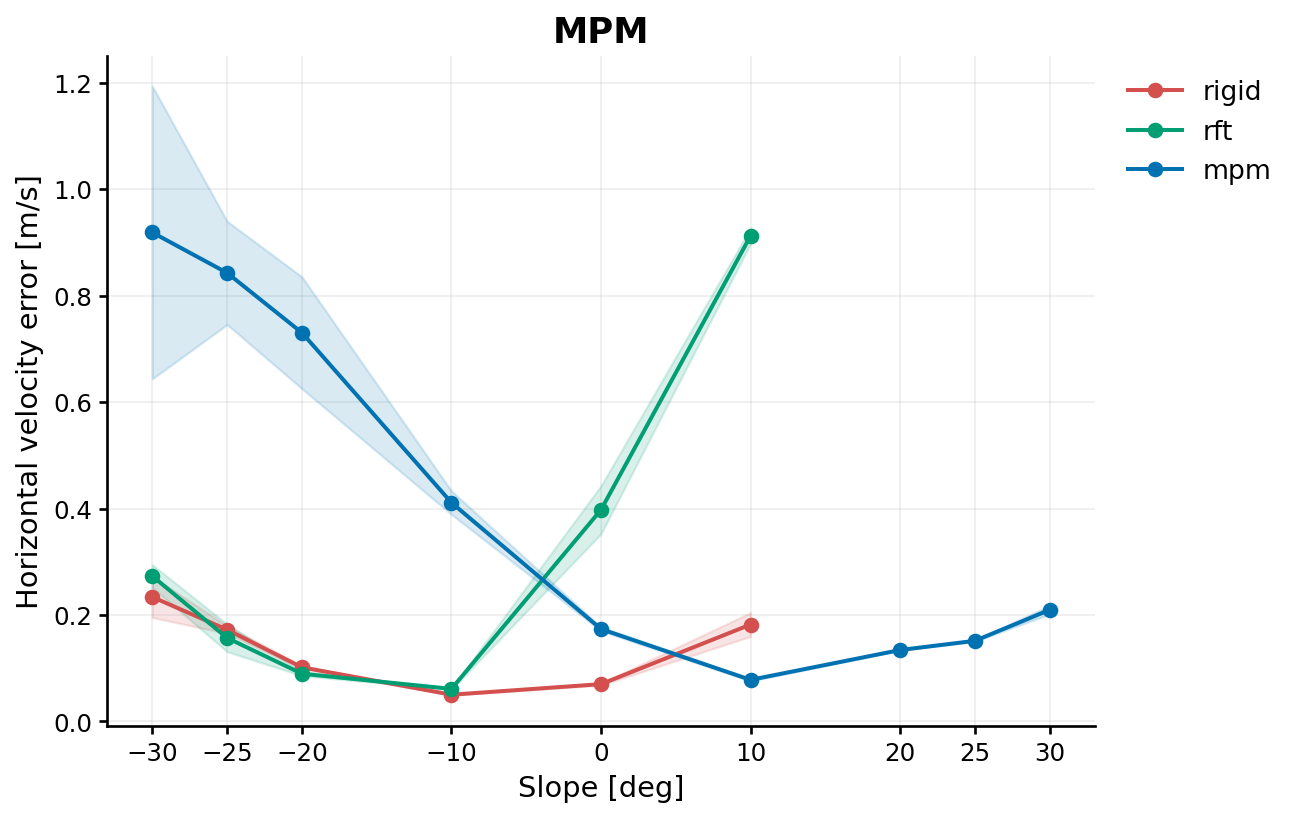 MPM
Horizontal velocity error [m/s]
1.2
1.0
0.8
0.6
0.4
0.2
0.0
−30 −25 −20 −10 0 10 20 25 30
Slope [deg]
rigid
rft
mpm